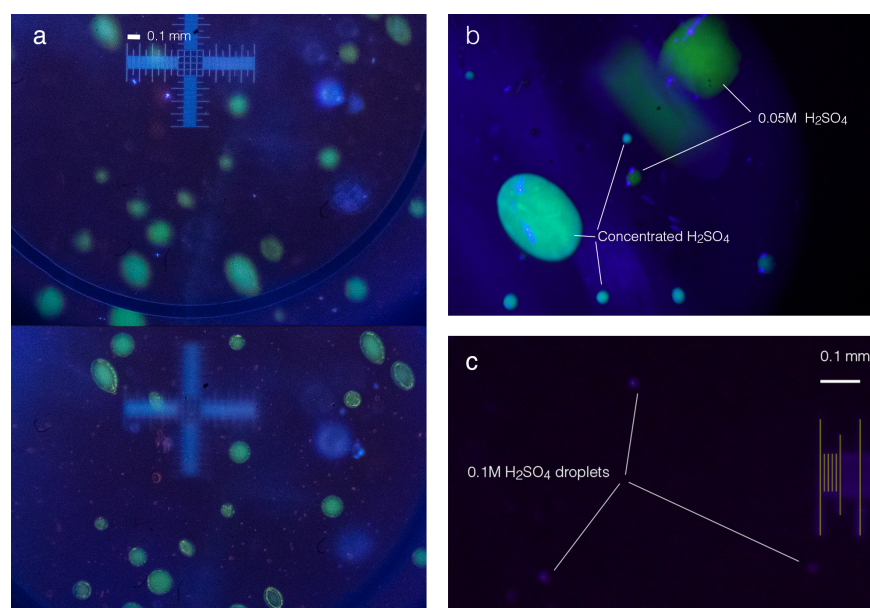 a
0.1 mm
b
0.05M H₂SO₄
Concentrated H₂SO₄
c
0.1 mm
0.1M H₂SO₄ droplets